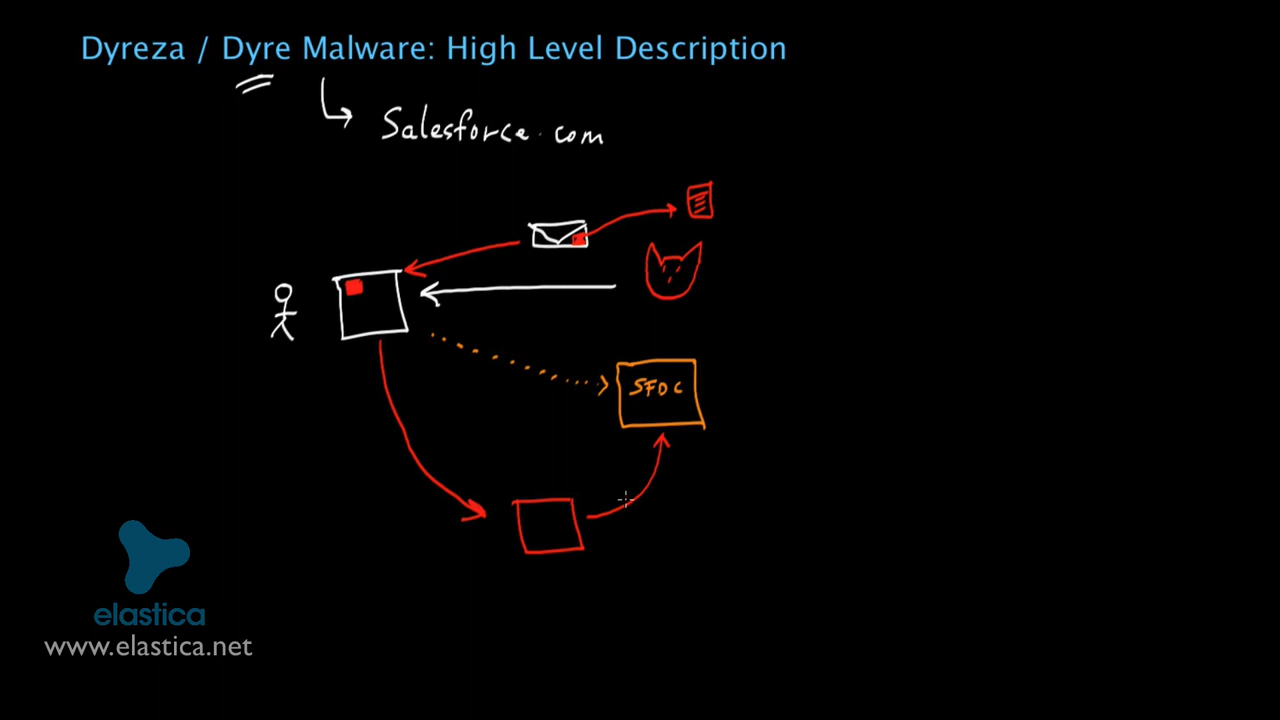 Dyreza / Dyre Malware: High Level Description
Salesforce.com
SFDC
elastica
www.elastica.net